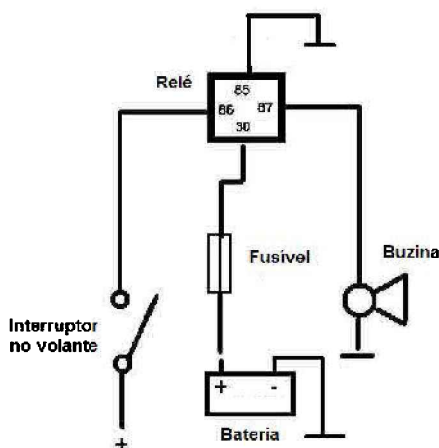 Relé
85
86 87
30
Fusível
Buzina
Interruptor
no volante
+
+ -
Bateria